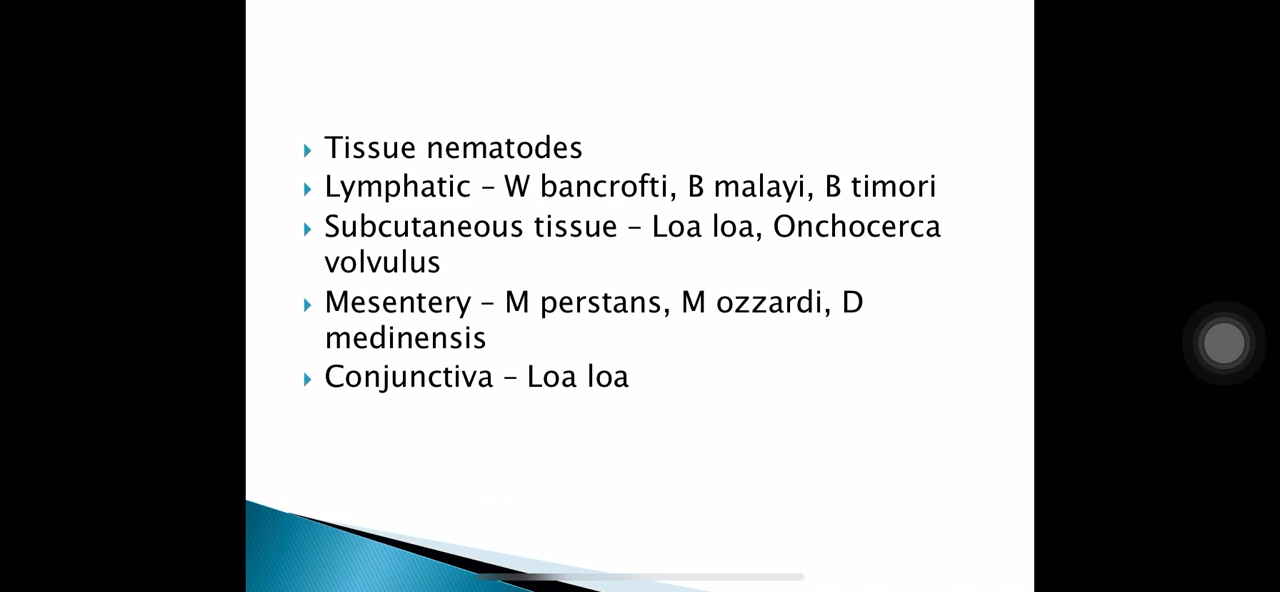 Tissue nematodes
Lymphatic – W bancrofti, B malayi, B timori
Subcutaneous tissue – Loa loa, Onchocerca
volvulus
Mesentery – M perstans, M ozzardi, D
medinensis
Conjunctiva – Loa loa